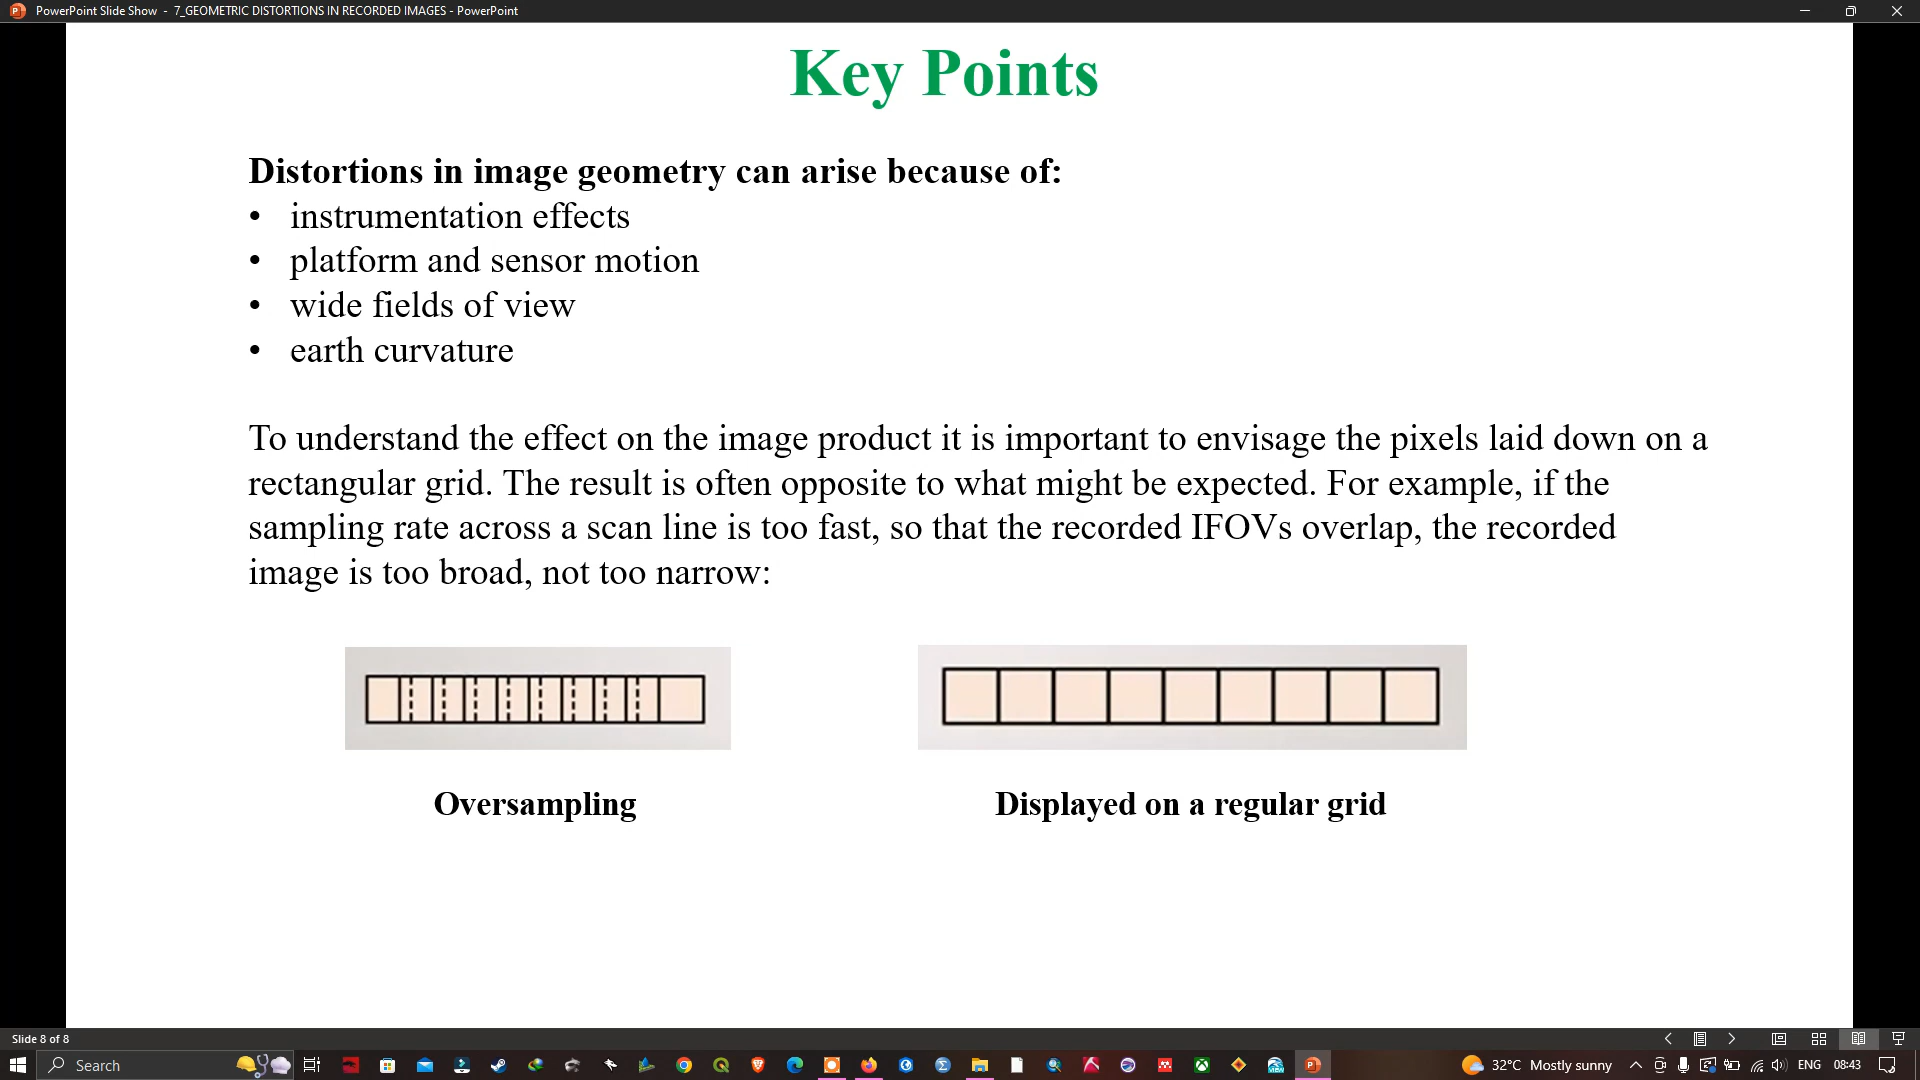 PowerPoint Slide Show - 7_GEOMETRIC DISTORTIONS IN RECORDED IMAGES - PowerPoint
Key Points
Distortions in image geometry can arise because of:
• instrumentation effects
• platform and sensor motion
• wide fields of view
• earth curvature
To understand the effect on the image product it is important to envisage the pixels laid down on a
rectangular grid. The result is often opposite to what might be expected. For example, if the
sampling rate across a scan line is too fast, so that the recorded IFOVs overlap, the recorded
image is too broad, not too narrow:
Oversampling
Displayed on a regular grid
Slide 8 of 8
Search
32°C Mostly sunny
ENG
08:43